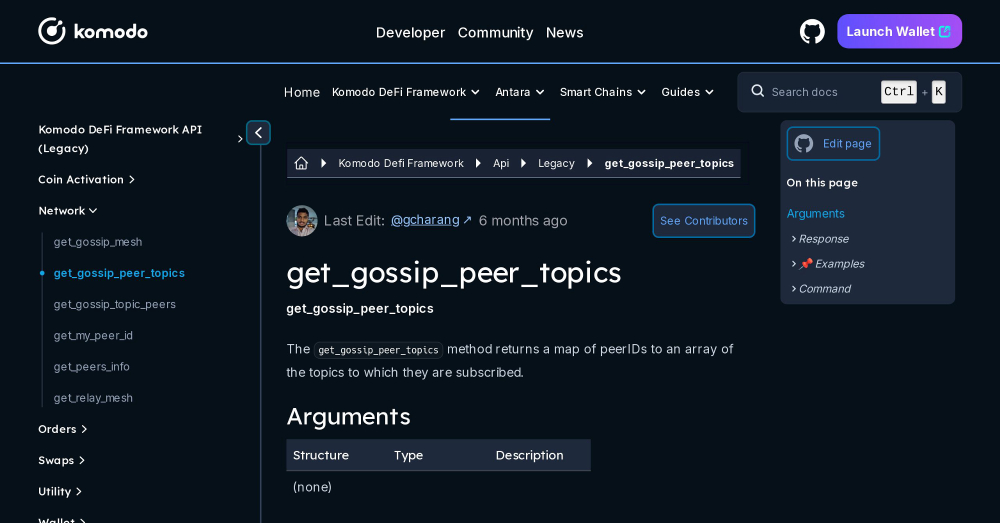 komodo
Developer Community News
Launch Wallet
Home Komodo DeFi Framework Antara Smart Chains Guides
Search docs Ctrl + K
Komodo DeFi Framework API
(Legacy)
Coin Activation
Network
get_gossip_mesh
get_gossip_peer_topics
get_gossip_topic_peers
get_my_peer_id
get_peers_info
get_relay_mesh
Orders
Swaps
Utility
Wallet
Komodo Defi Framework Api Legacy get_gossip_peer_topics
Last Edit: @gcharang ↗ 6 months ago
See Contributors
get_gossip_peer_topics
get_gossip_peer_topics
The get_gossip_peer_topics method returns a map of peerIDs to an array of
the topics to which they are subscribed.
Arguments
Structure Type Description
(none)
Edit page
On this page
Arguments
Response
📌 Examples
Command